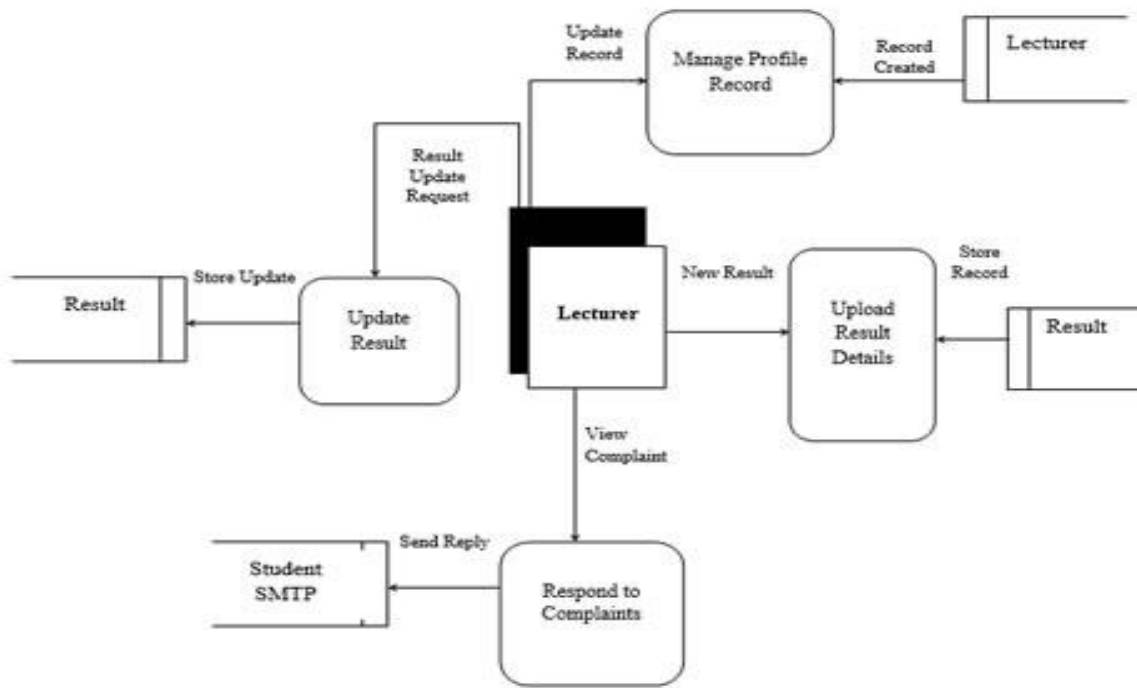 Update
Record
Manage Profile
Record
Record
Created
Lecturer
Result
Update
Request
Store Update
Result
Update
Result
Lecturer
New Result
Upload
Result
Details
Store
Record
Result
View
Complaint
Send Reply
Student
SMTP
Respond to
Complaints